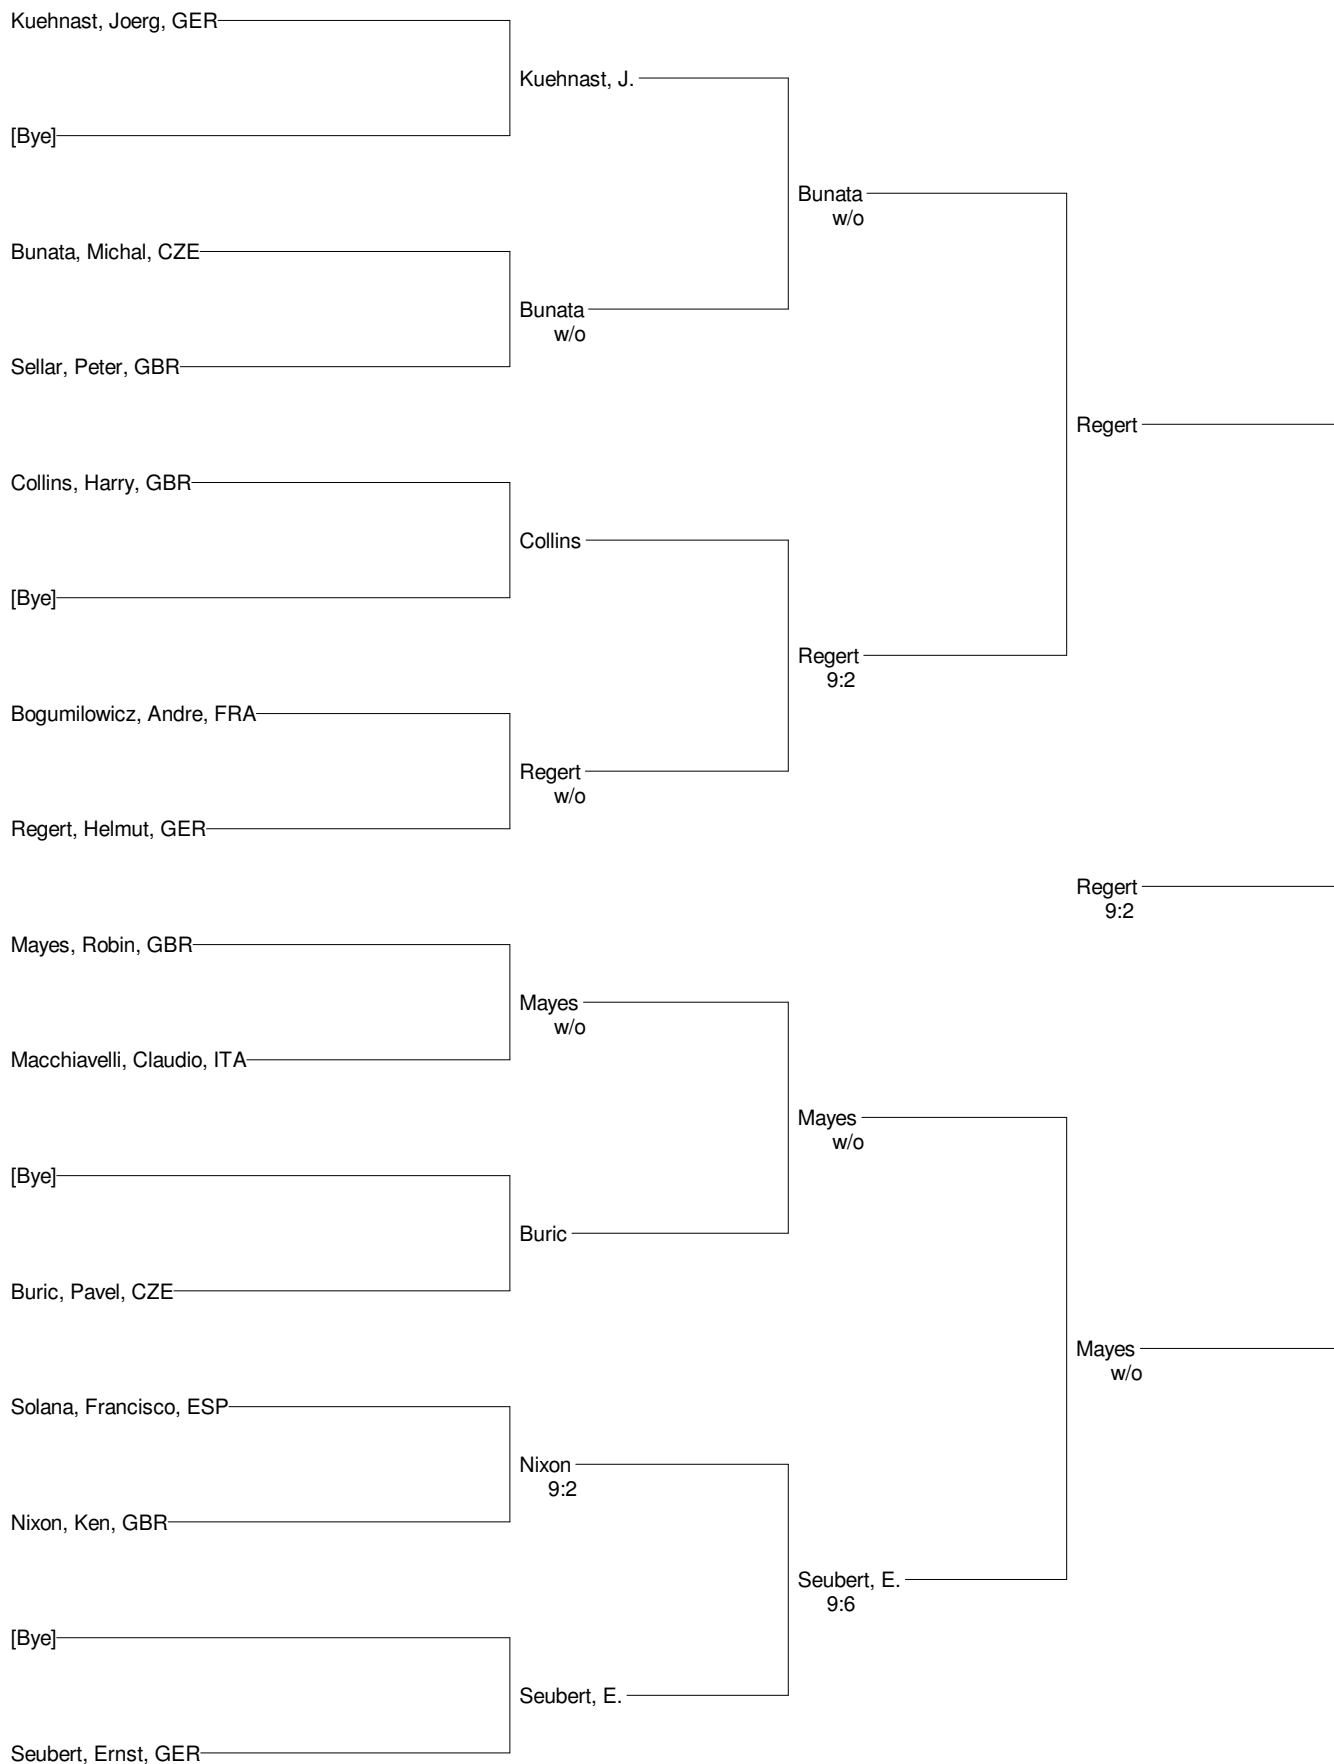 Kuehnast, Joerg, GER
Kuehnast, J.
[Bye]
Bunata
w/o
Bunata, Michal, CZE
Bunata
w/o
Sellar, Peter, GBR
Regert
Collins, Harry, GBR
Collins
[Bye]
Regert
9:2
Bogumilowicz, Andre, FRA
Regert
w/o
Regert, Helmut, GER
Regert
9:2
Mayes, Robin, GBR
Mayes
w/o
Macchiavelli, Claudio, ITA
Mayes
w/o
[Bye]
Buric
Buric, Pavel, CZE
Mayes
w/o
Solana, Francisco, ESP
Nixon
9:2
Nixon, Ken, GBR
Seubert, E.
9:6
[Bye]
Seubert, E.
Seubert, Ernst, GER